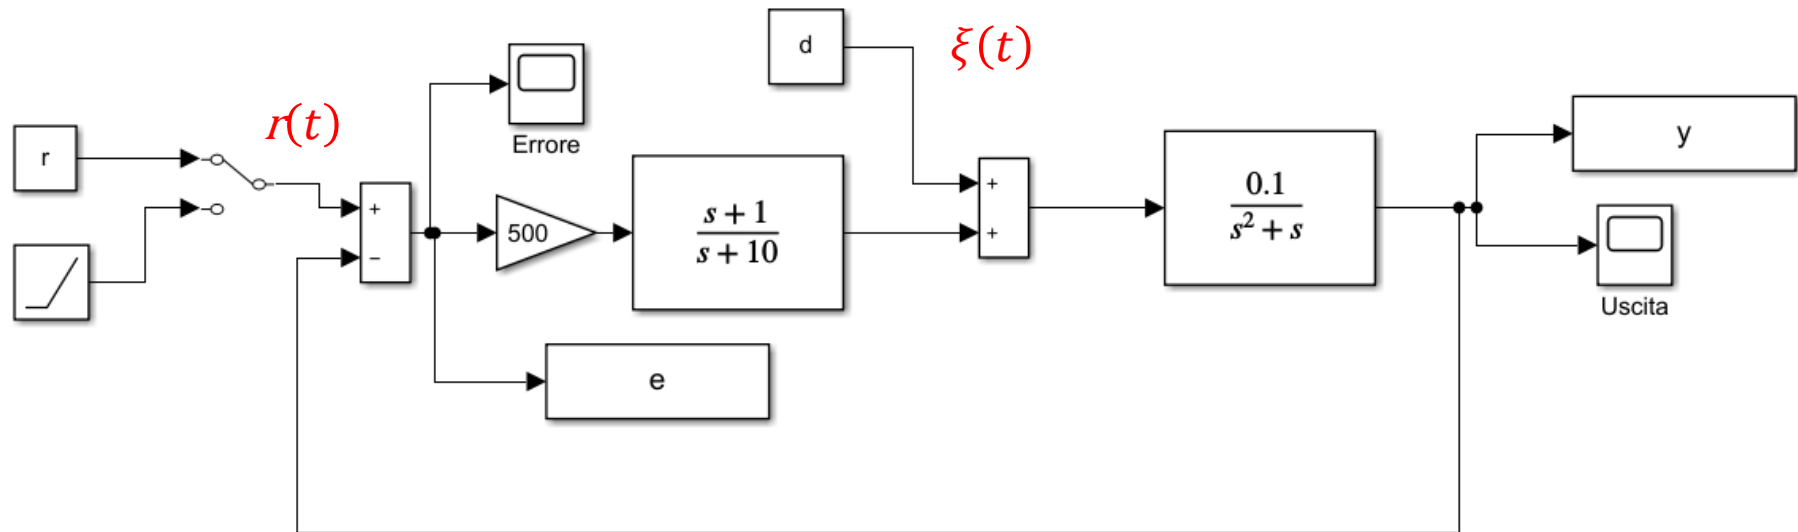 d
ξ(t)
r(t)
r
Errore
+
−
500
s + 1
s + 10
+
+
0.1
s² + s
y
Uscita
e